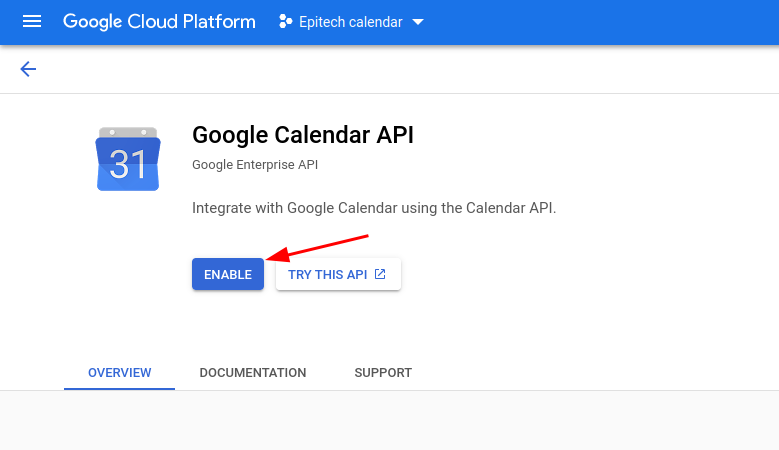 Google Cloud Platform Epitech calendar
31
Google Calendar API
Google Enterprise API
Integrate with Google Calendar using the Calendar API.
ENABLE TRY THIS API
OVERVIEW DOCUMENTATION SUPPORT